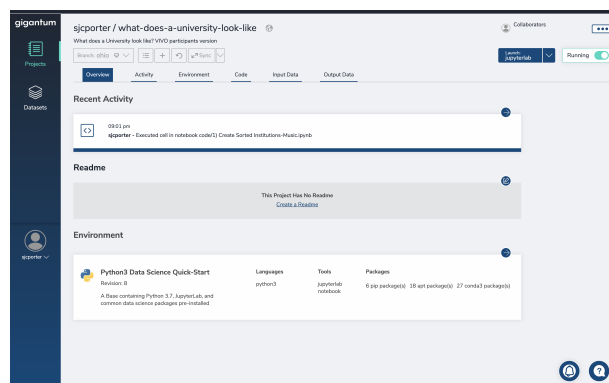 gigantum
Projects
Datasets
sjcporter
sjcporter / what-does-a-university-look-like
What does a University look like? VIVO participants version
Branch: ohio
Sync
Collaborators
Launch:
jupyterlab
Running
Overview Activity Environment Code Input Data Output Data
Recent Activity
09:01 pm
sjcporter - Executed cell in notebook code/1) Create Sorted Institutions-Music.ipynb
Readme
This Project Has No Readme
Create a Readme
Environment
Python3 Data Science Quick-Start
Revision: 8
A Base containing Python 3.7, JupyterLab, and
common data science packages pre-installed
Languages
python3
Tools
jupyterlab
notebook
Packages
6 pip package(s) 18 apt package(s) 27 conda3 package(s)